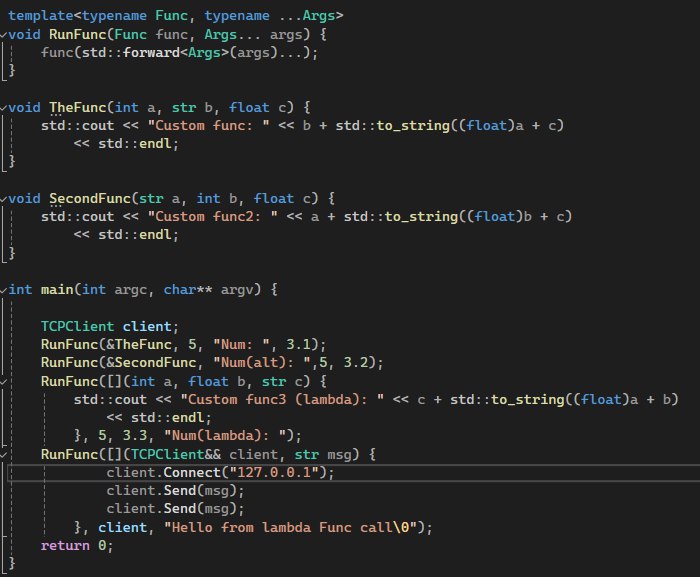 template<typename Func, typename ...Args>
void RunFunc(Func func, Args... args) {
    func(std::forward<Args>(args)...);
}

void TheFunc(int a, str b, float c) {
    std::cout << "Custom func: " << b + std::to_string((float)a + c)
        << std::endl;
}

void SecondFunc(str a, int b, float c) {
    std::cout << "Custom func2: " << a + std::to_string((float)b + c)
        << std::endl;
}

int main(int argc, char** argv) {

    TCPClient client;
    RunFunc(&TheFunc, 5, "Num: ", 3.1);
    RunFunc(&SecondFunc, "Num(alt): ",5, 3.2);
    RunFunc([](int a, float b, str c) {
        std::cout << "Custom func3 (lambda): " << c + std::to_string((float)a + b)
            << std::endl;
        }, 5, 3.3, "Num(lambda): ");
    RunFunc([](TCPClient&& client, str msg) {
            client.Connect("127.0.0.1");
            client.Send(msg);
            client.Send(msg);
        }, client, "Hello from lambda Func call\0");
    return 0;
}